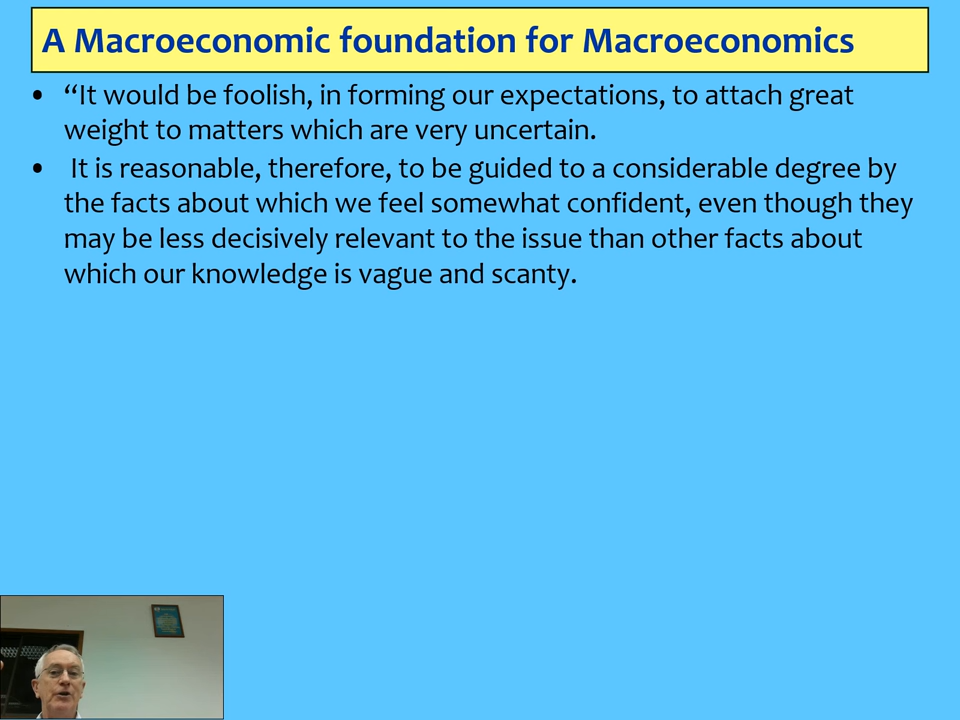 A Macroeconomic foundation for Macroeconomics
• “It would be foolish, in forming our expectations, to attach great
weight to matters which are very uncertain.
• It is reasonable, therefore, to be guided to a considerable degree by
the facts about which we feel somewhat confident, even though they
may be less decisively relevant to the issue than other facts about
which our knowledge is vague and scanty.